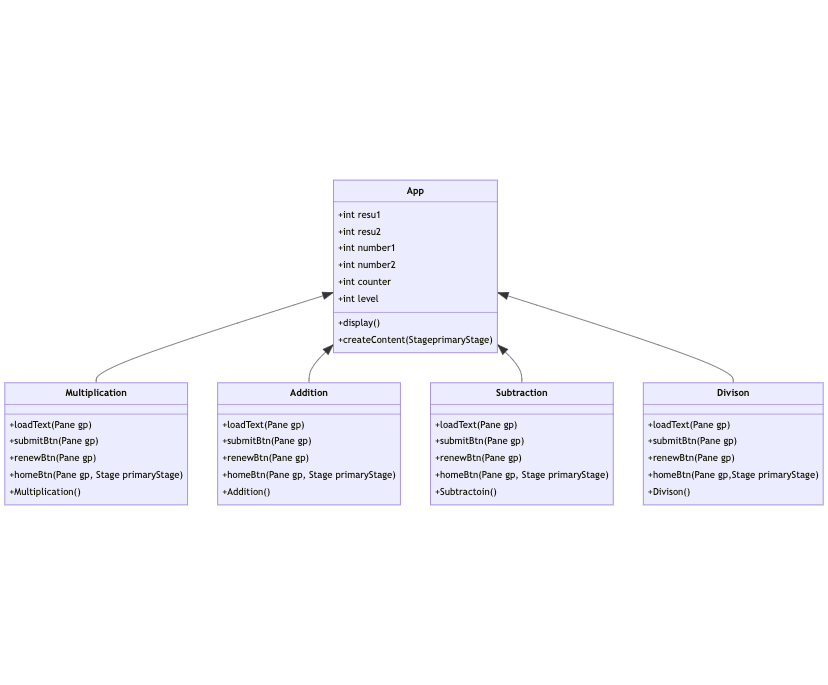 App
+int resu1
+int resu2
+int number1
+int number2
+int counter
+int level
+display()
+createContent(StageprimaryStage)
Multiplication
+loadText(Pane gp)
+submitBtn(Pane gp)
+renewBtn(Pane gp)
+homeBtn(Pane gp, Stage primaryStage)
+Multiplication()
Addition
+loadText(Pane gp)
+submitBtn(Pane gp)
+renewBtn(Pane gp)
+homeBtn(Pane gp, Stage primaryStage)
+Addition()
Subtraction
+loadText(Pane gp)
+submitBtn(Pane gp)
+renewBtn(Pane gp)
+homeBtn(Pane gp, Stage primaryStage)
+Subtractoin()
Divison
+loadText(Pane gp)
+submitBtn(Pane gp)
+renewBtn(Pane gp)
+homeBtn(Pane gp,Stage primaryStage)
+Divison()